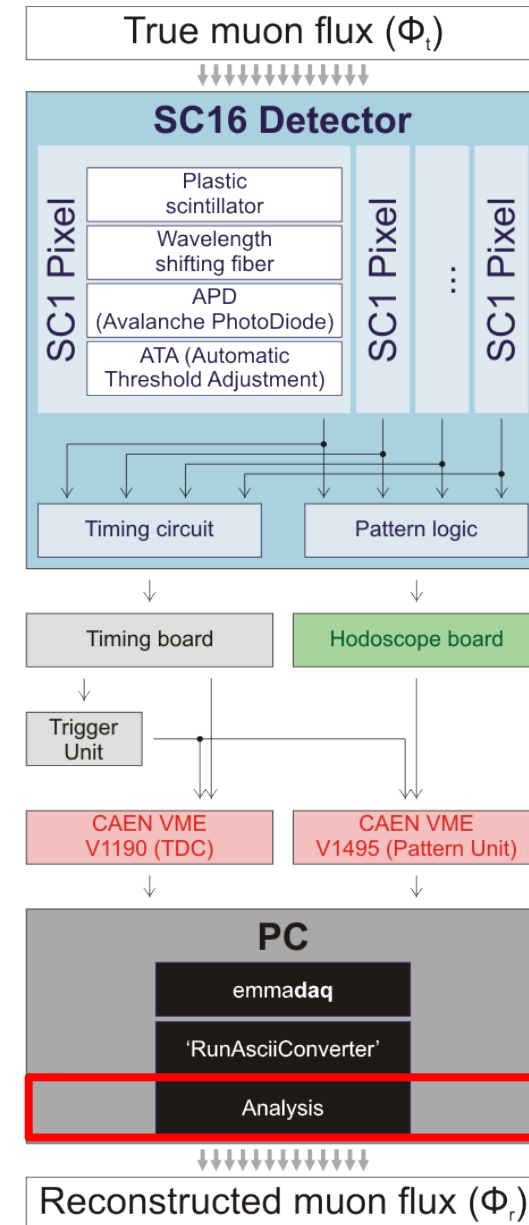 True muon flux (Φt)
SC16 Detector
SC1 Pixel
Plastic
scintillator
Wavelength
shifting fiber
APD
(Avalanche PhotoDiode)
ATA (Automatic
Threshold Adjustment)
SC1 Pixel
...
SC1 Pixel
Timing circuit
Pattern logic
Timing board
Hodoscope board
Trigger
Unit
CAEN VME
V1190 (TDC)
CAEN VME
V1495 (Pattern Unit)
PC
emmadaq
‘RunAsciiConverter’
Analysis
Reconstructed muon flux (Φr)